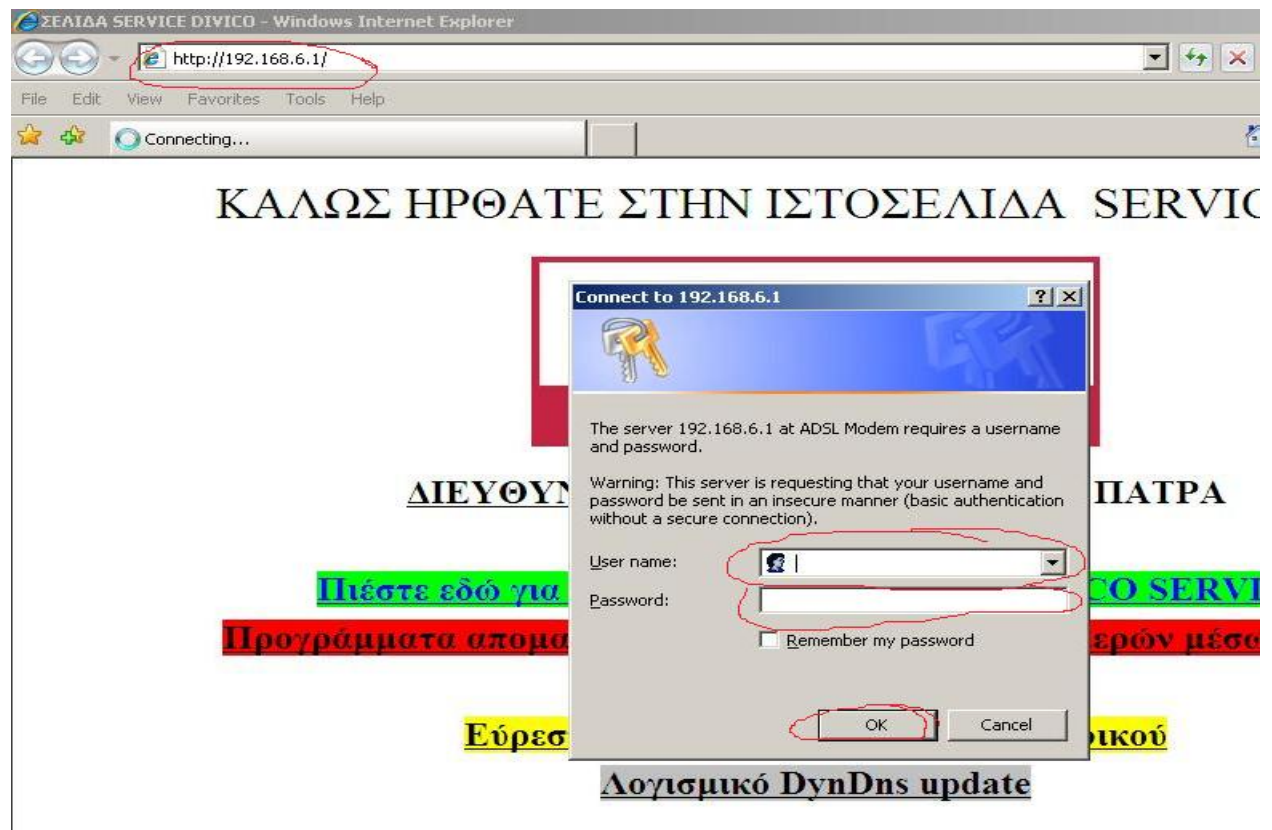 ΣΕΛΙΔΑ SERVICE DIVICO - Windows Internet Explorer
http://192.168.6.1/
File Edit View Favorites Tools Help
Connecting...
ΚΑΛΩΣ ΗΡΘΑΤΕ ΣΤΗΝ ΙΣΤΟΣΕΛΙΔΑ SERVIC
Connect to 192.168.6.1
The server 192.168.6.1 at ADSL Modem requires a username
and password.
Warning: This server is requesting that your username and
password be sent in an insecure manner (basic authentication
without a secure connection).
User name:
Password:
Remember my password
OK Cancel
ΔΙΕΥΘΥΝ ΠΑΤΡΑ
Πιέστε εδώ για CO SERVI
Προγράμματα απομα ερών μέσω
Εύρεσ ρικού
Λογισμικό DynDns update